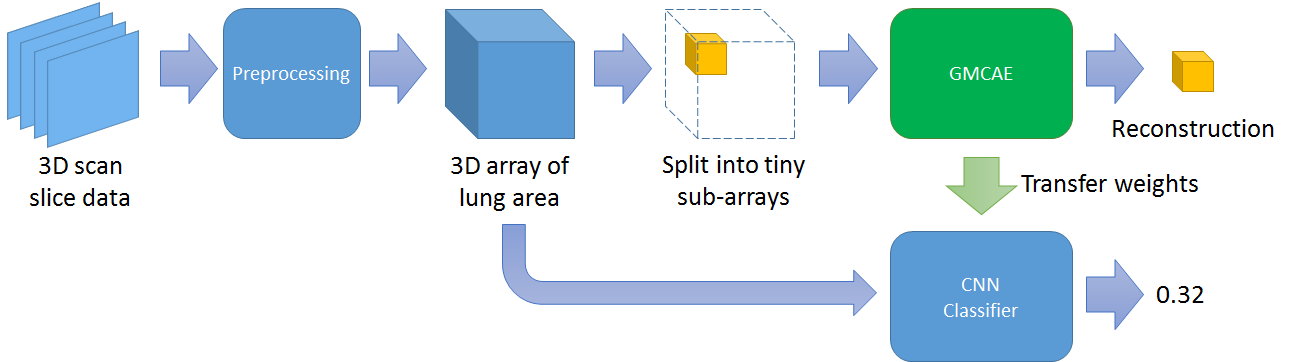 Preprocessing
GMCAE
Reconstruction
3D scan
slice data
3D array of
lung area
Split into tiny
sub-arrays
Transfer weights
CNN
Classifier
0.32